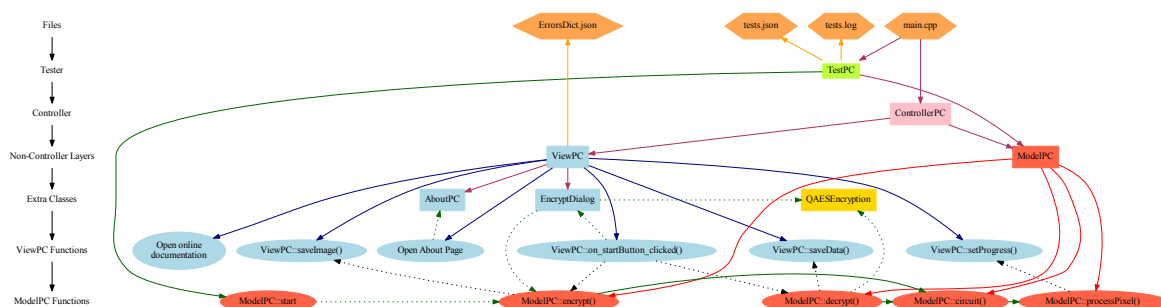 Files
ErrorsDict.json
tests.json
tests.log
main.cpp
Tester
TestPC
Controller
ControllerPC
Non-Controller Layers
ViewPC
ModelPC
Extra Classes
AboutPC
EncryptDialog
QAESEncryption
ViewPC Functions
Open online
documentation
ViewPC::saveImage()
Open About Page
ViewPC::on_startButton_clicked()
ViewPC::saveData()
ViewPC::setProgress()
ModelPC Functions
ModelPC::start
ModelPC::encrypt()
ModelPC::decrypt()
ModelPC::circuit()
ModelPC::processPixel()